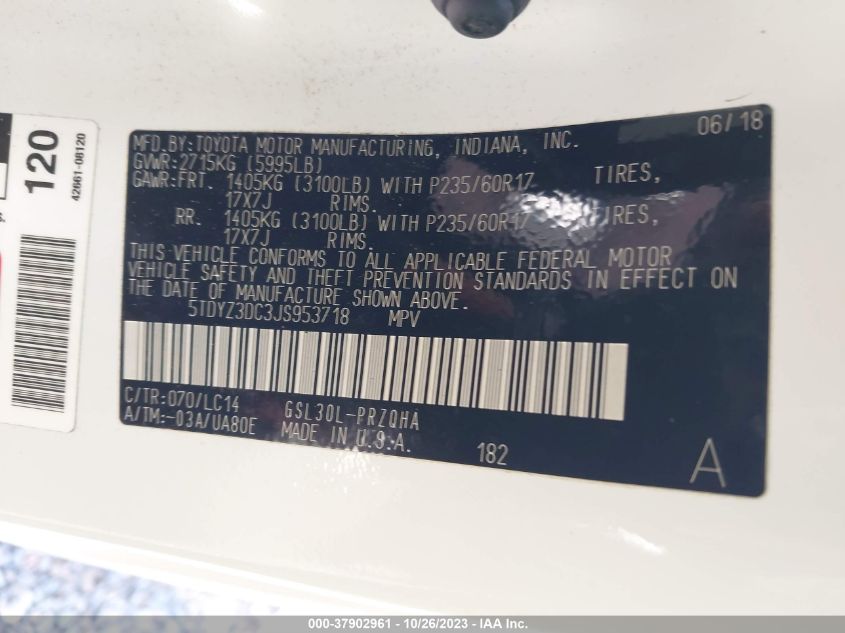 120
42661-08120
s.
MFD.BY:TOYOTA MOTOR MANUFACTURING, INDIANA, INC. 06/18
GVWR:2715KG (5995LB)
GAWR:FRT. 1405KG (3100LB) WITH P235/60R17 TIRES,
17X7J RIMS.
RR. 1405KG (3100LB) WITH P235/60R17 TIRES,
17X7J RIMS.
THIS VEHICLE CONFORMS TO ALL APPLICABLE FEDERAL MOTOR
VEHICLE SAFETY AND THEFT PREVENTION STANDARDS IN EFFECT ON
THE DATE OF MANUFACTURE SHOWN ABOVE.
5TDYZ3DC3JS953718 MPV
C/TR:070/LC14 GSL30L-PRZQHA
A/TM:-03A/UA80E MADE IN U.S.A. 182 A
000-37902961 - 10/26/2023 - IAA Inc.